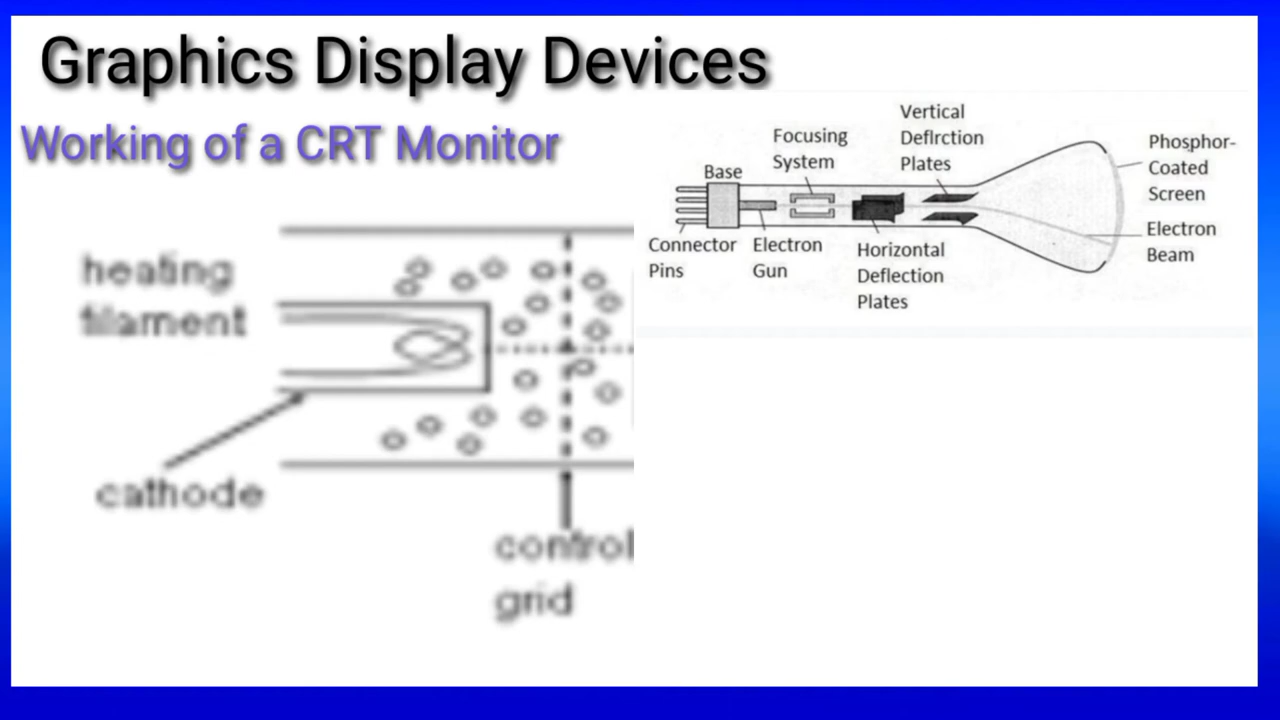 Graphics Display Devices
Working of a CRT Monitor
heating
filament
cathode
control
grid
Vertical
Deflrction
Plates
Focusing
System
Base
Phosphor-
Coated
Screen
Connector
Pins
Electron
Gun
Horizontal
Deflection
Plates
Electron
Beam